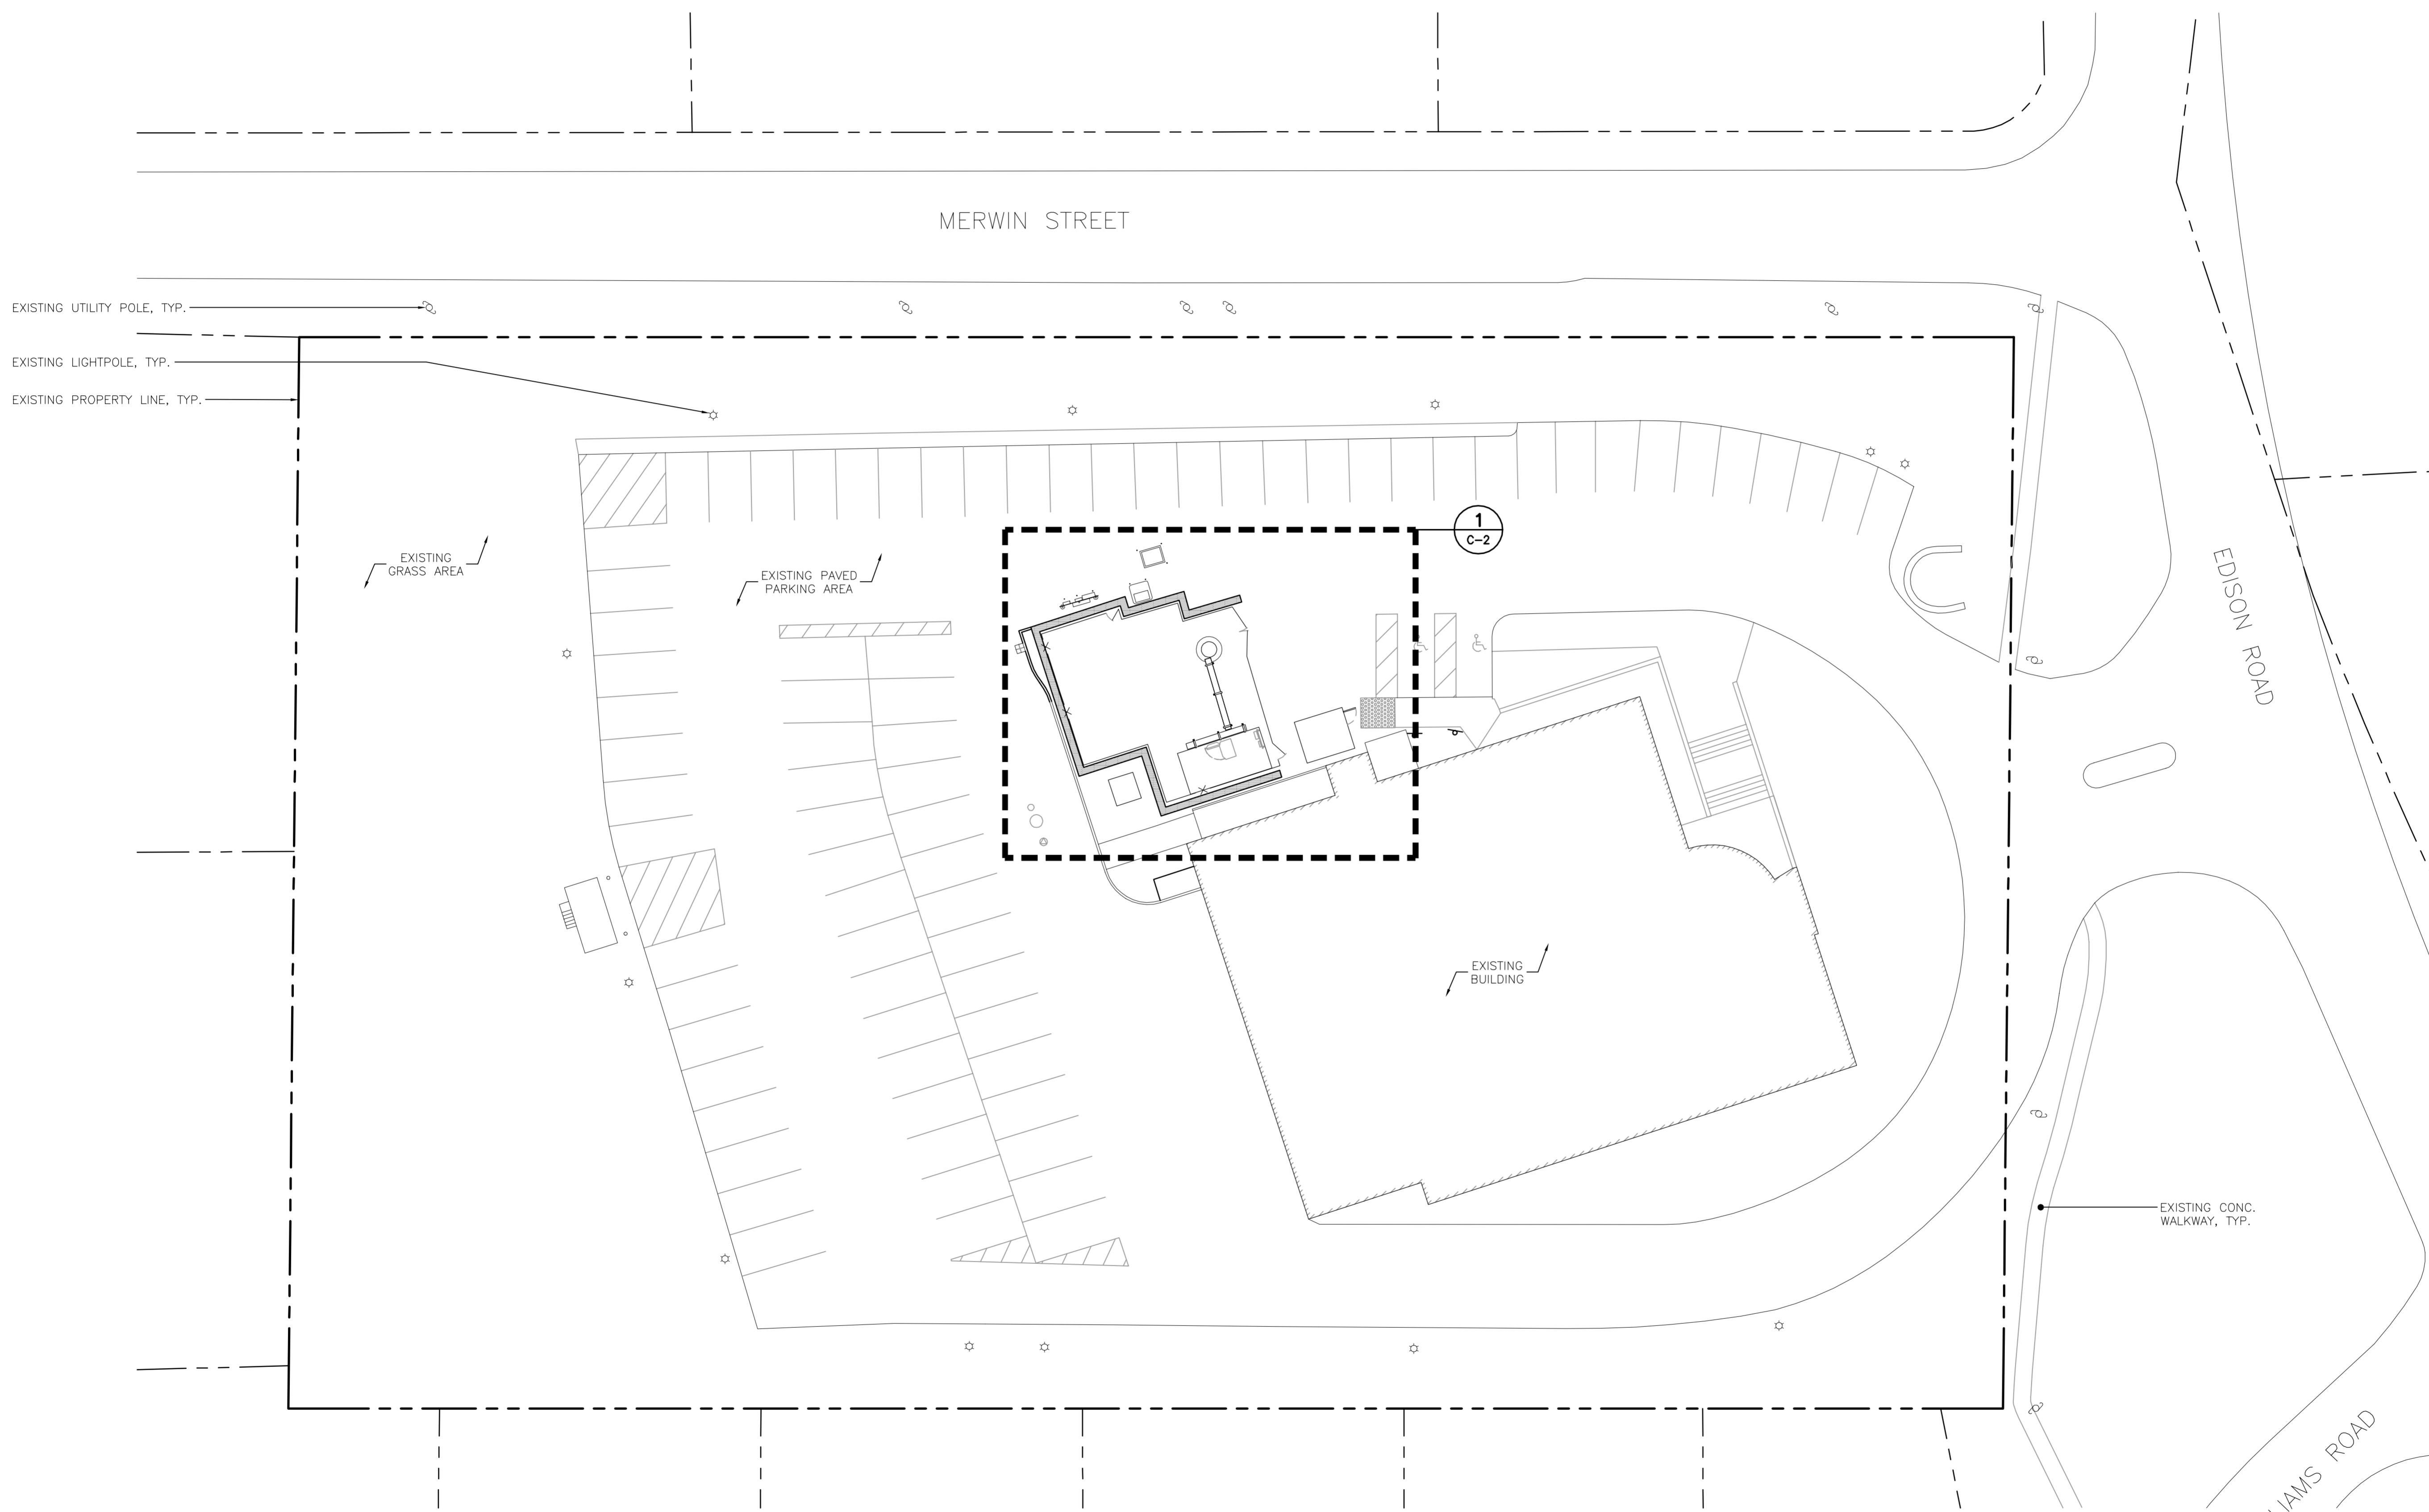 MERWIN STREET
EXISTING UTILITY POLE, TYP.
EXISTING LIGHTPOLE, TYP.
EXISTING PROPERTY LINE, TYP.
1
C-2
EXISTING
GRASS AREA
EXISTING PAVED
PARKING AREA
EDISON ROAD
EXISTING
BUILDING
EXISTING CONC.
WALKWAY, TYP.
LIAMS ROAD